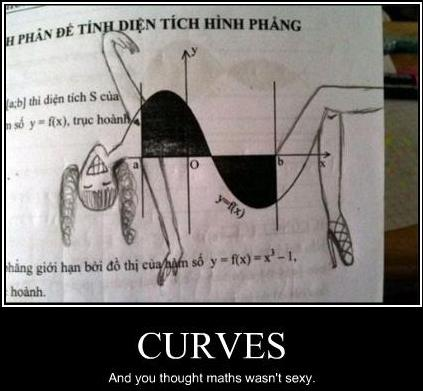 H PHÂN ĐỂ TÍNH DIỆN TÍCH HÌNH PHẲNG
y
[a;b] thì diện tích S của
n số y = f(x), trục hoành
a O b x
y=f(x)
phẳng giới hạn bởi đồ thị của hàm số y = f(x) = x³ – 1,
hoành.
CURVES
And you thought maths wasn't sexy.